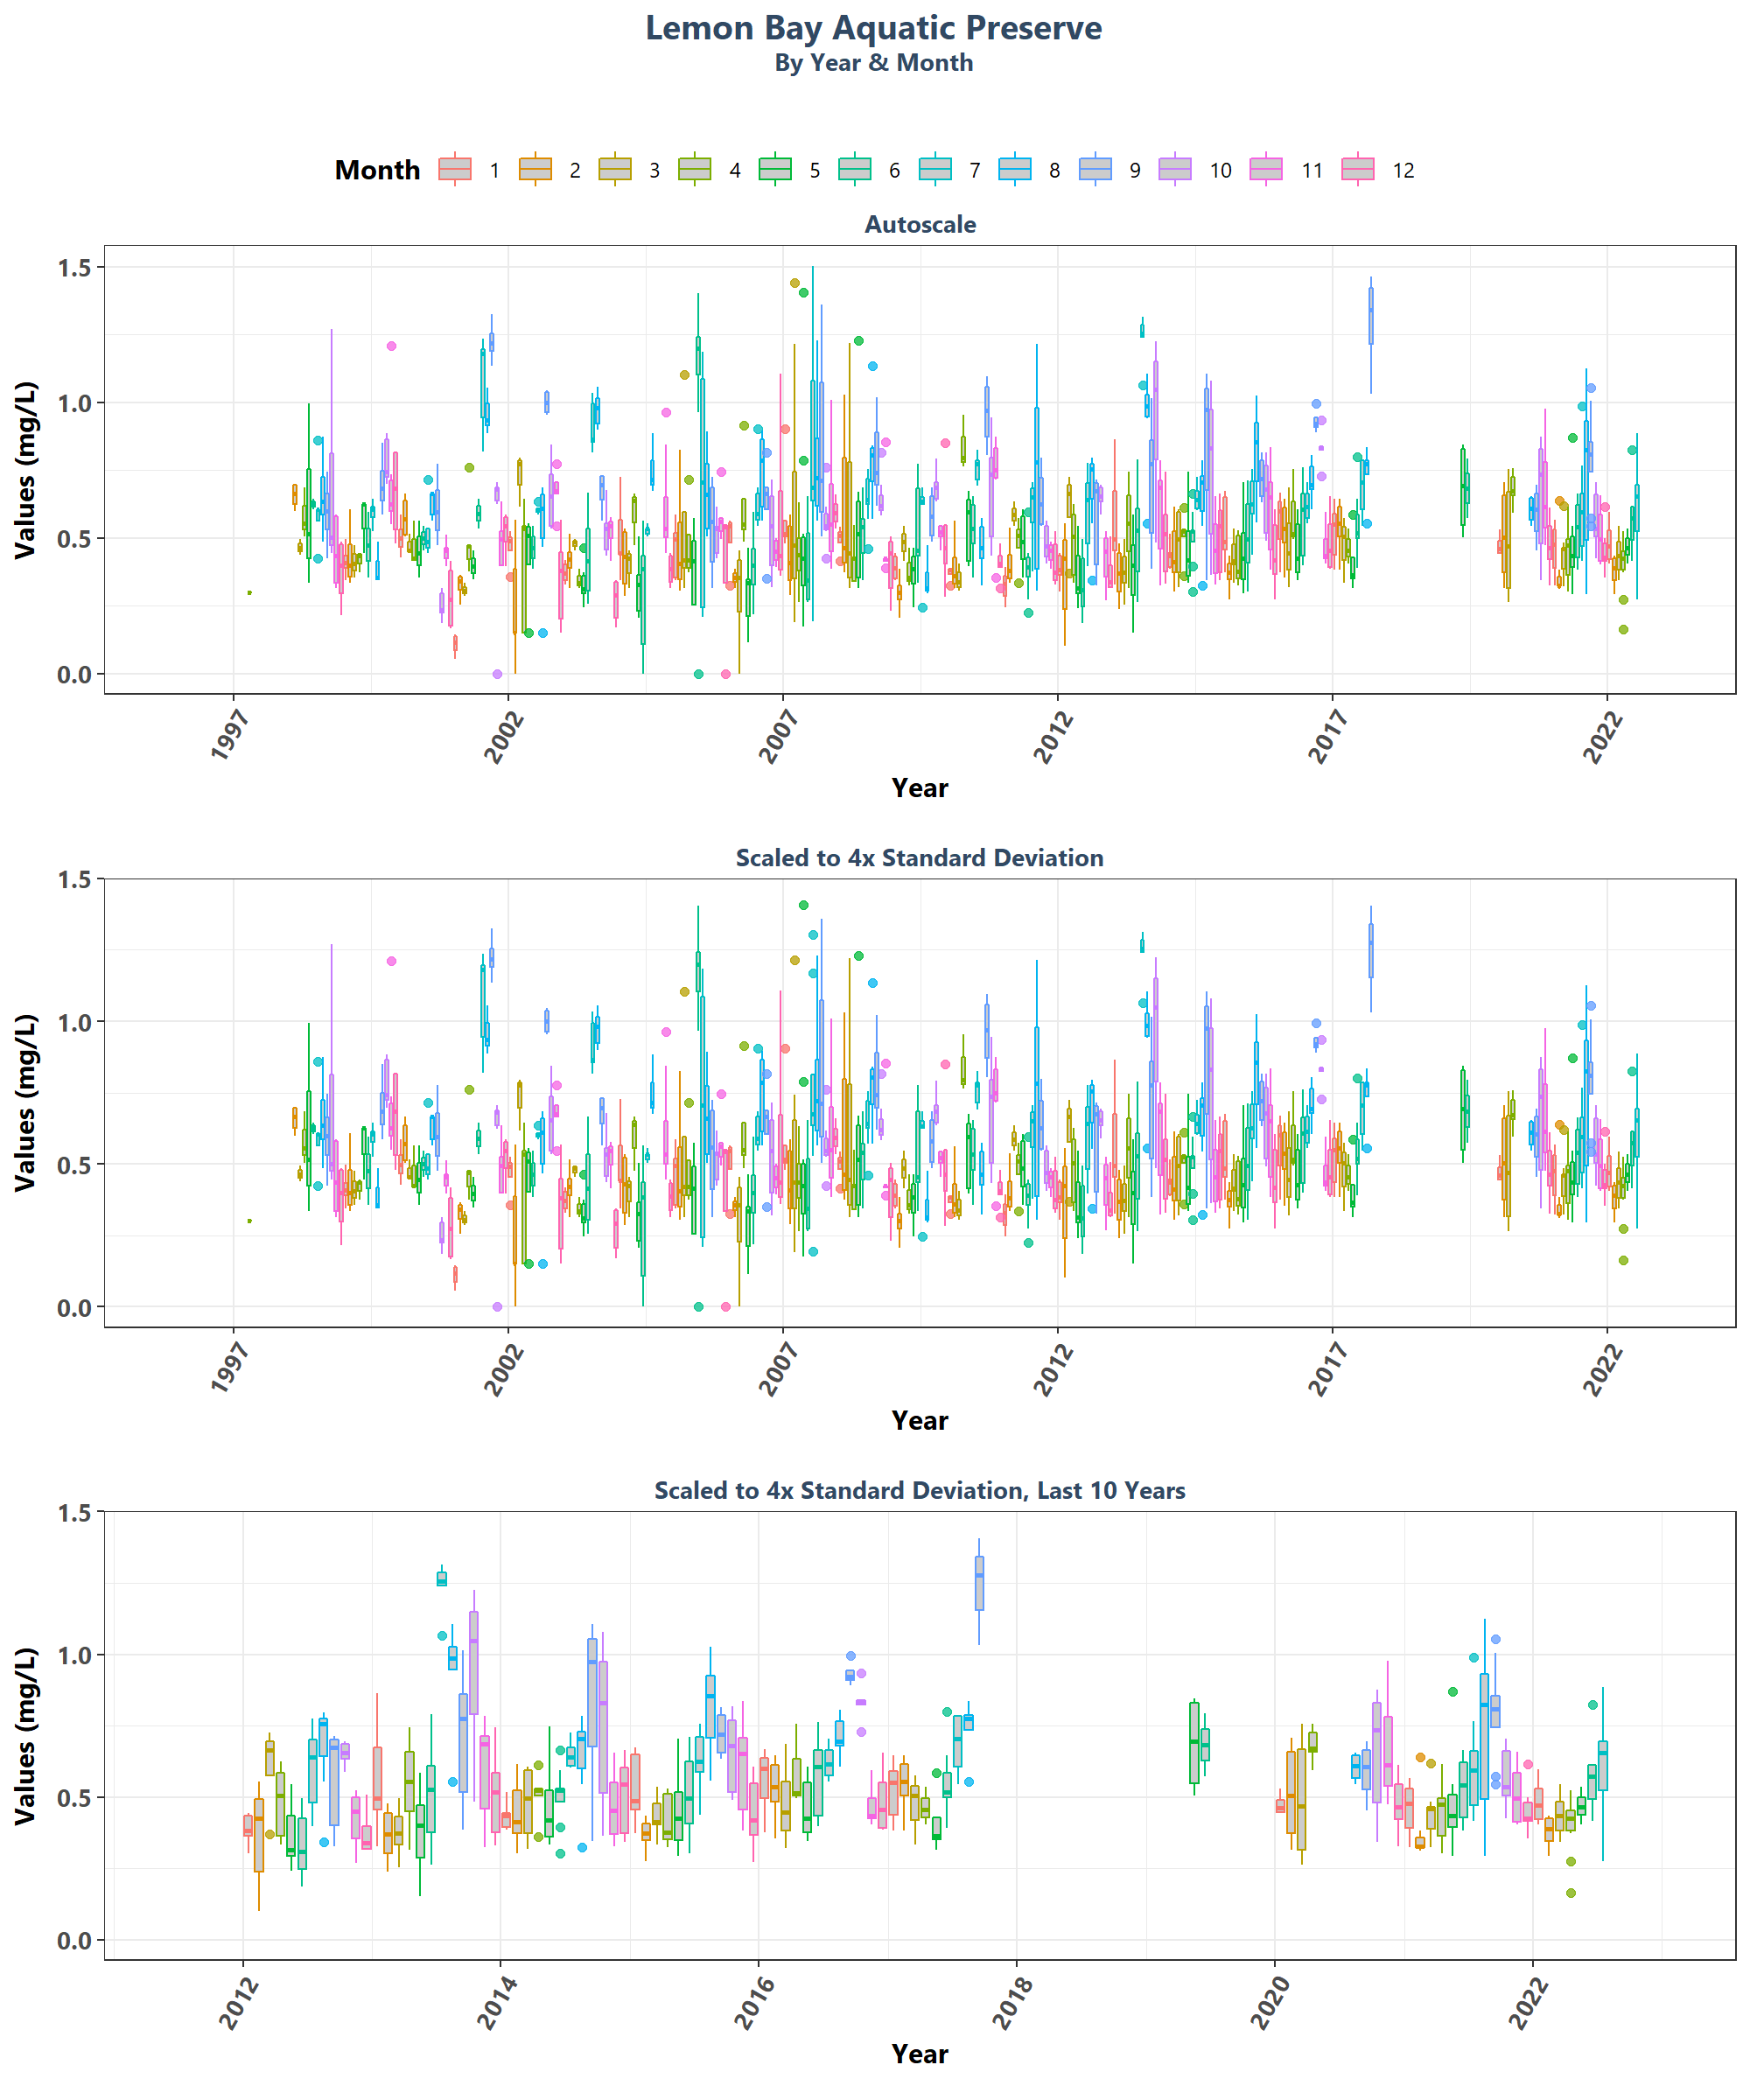 Lemon Bay Aquatic Preserve
By Year & Month
Month 1 2 3 4 5 6 7 8 9 10 11 12
Autoscale
Values (mg/L)
1.5
1.0
0.5
0.0
1997 2002 2007 2012 2017 2022
Year
Scaled to 4x Standard Deviation
Values (mg/L)
1.5
1.0
0.5
0.0
1997 2002 2007 2012 2017 2022
Year
Scaled to 4x Standard Deviation, Last 10 Years
Values (mg/L)
1.5
1.0
0.5
0.0
2012 2014 2016 2018 2020 2022
Year